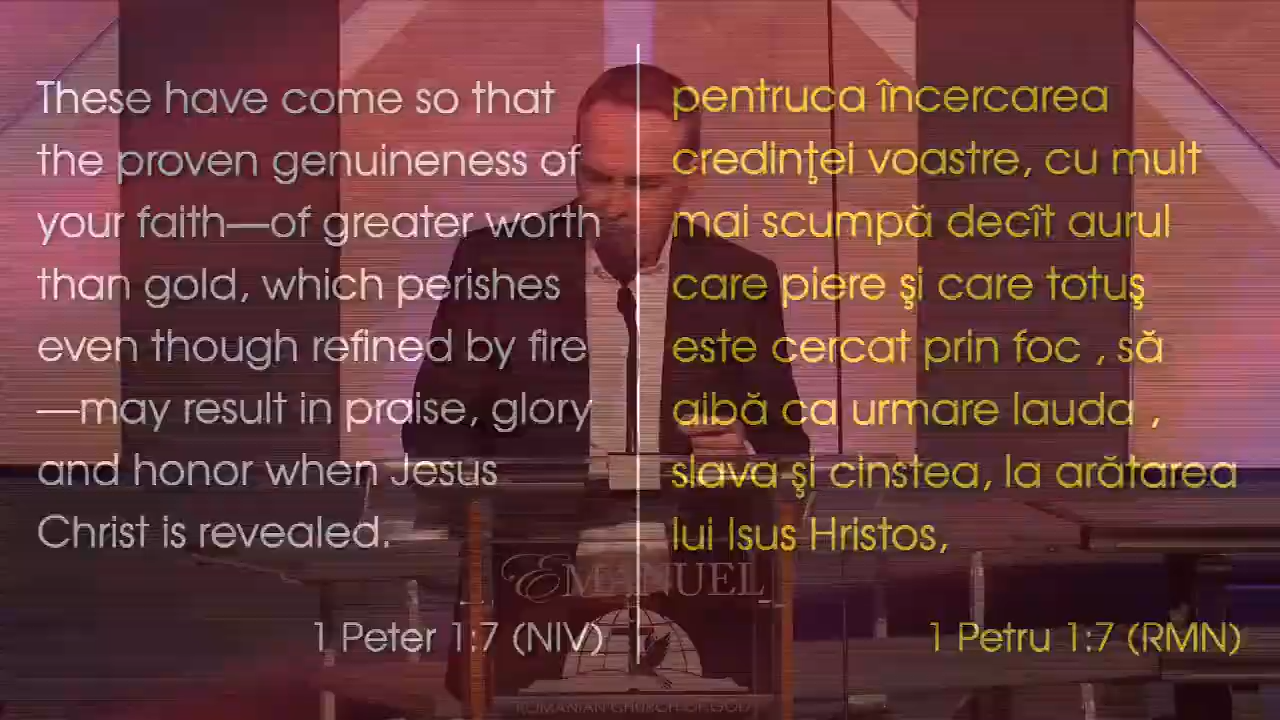 These have come so that
the proven genuineness of
your faith—of greater worth
than gold, which perishes
even though refined by fire
—may result in praise, glory
and honor when Jesus
Christ is revealed.
1 Peter 1:7 (NIV)
pentruca încercarea
credinţei voastre, cu mult
mai scumpă decît aurul
care piere şi care totuş
este cercat prin foc , să
aibă ca urmare lauda ,
slava şi cinstea, la arătarea
lui Isus Hristos,
1 Petru 1:7 (RMN)
EMANUEL
ROMANIAN CHURCH OF GOD